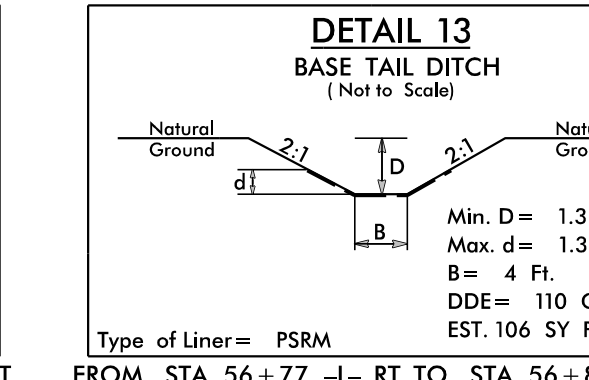 DETAIL 13
BASE TAIL DITCH
( Not to Scale)
Natural
Ground
2:1
D
2:1
d
B
Min. D= 1.3
Max. d= 1.3
B= 4 Ft.
DDE= 110
EST. 106 SY
Type of Liner= PSRM
FROM STA 56+77 -L- RT TO STA